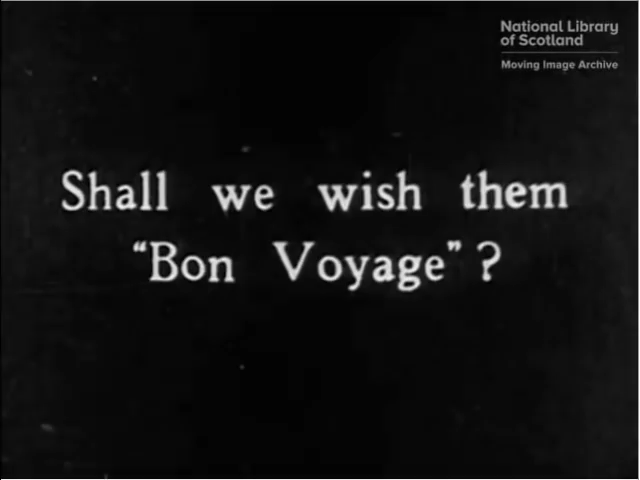 National Library
of Scotland
Moving Image Archive
Shall we wish them
"Bon Voyage" ?